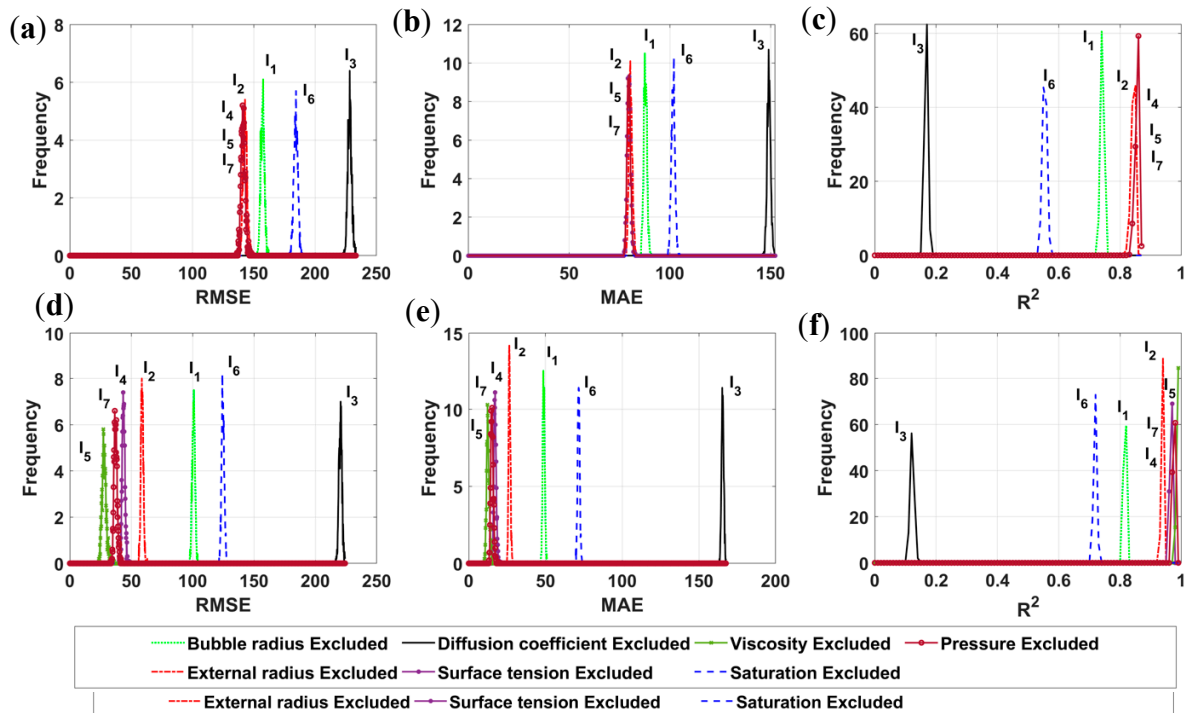 (a)
8
6
4
2
0
Frequency
I2
I4
I5
I7
I1
I6
I3
0 50 100 150 200 250
RMSE
(b)
12
10
8
6
4
2
0
Frequency
I2
I5
I7
I1
I6
I3
0 50 100 150
MAE
(c)
60
40
20
0
Frequency
I3
I6
I1
I2
I4
I5
I7
0 0.2 0.4 0.6 0.8 1
R2
(d)
10
8
6
4
2
0
Frequency
I5
I7
I4
I2
I1
I6
I3
0 50 100 150 200 250
RMSE
(e)
15
10
5
0
Frequency
I7
I5
I4
I2
I1
I6
I3
0 50 100 150 200
MAE
(f)
100
80
60
40
20
0
Frequency
I3
I6
I1
I2
I5
I7
I4
0 0.2 0.4 0.6 0.8 1
R2
Bubble radius Excluded Diffusion coefficient Excluded Viscosity Excluded Pressure Excluded
External radius Excluded Surface tension Excluded Saturation Excluded
External radius Excluded Surface tension Excluded Saturation Excluded